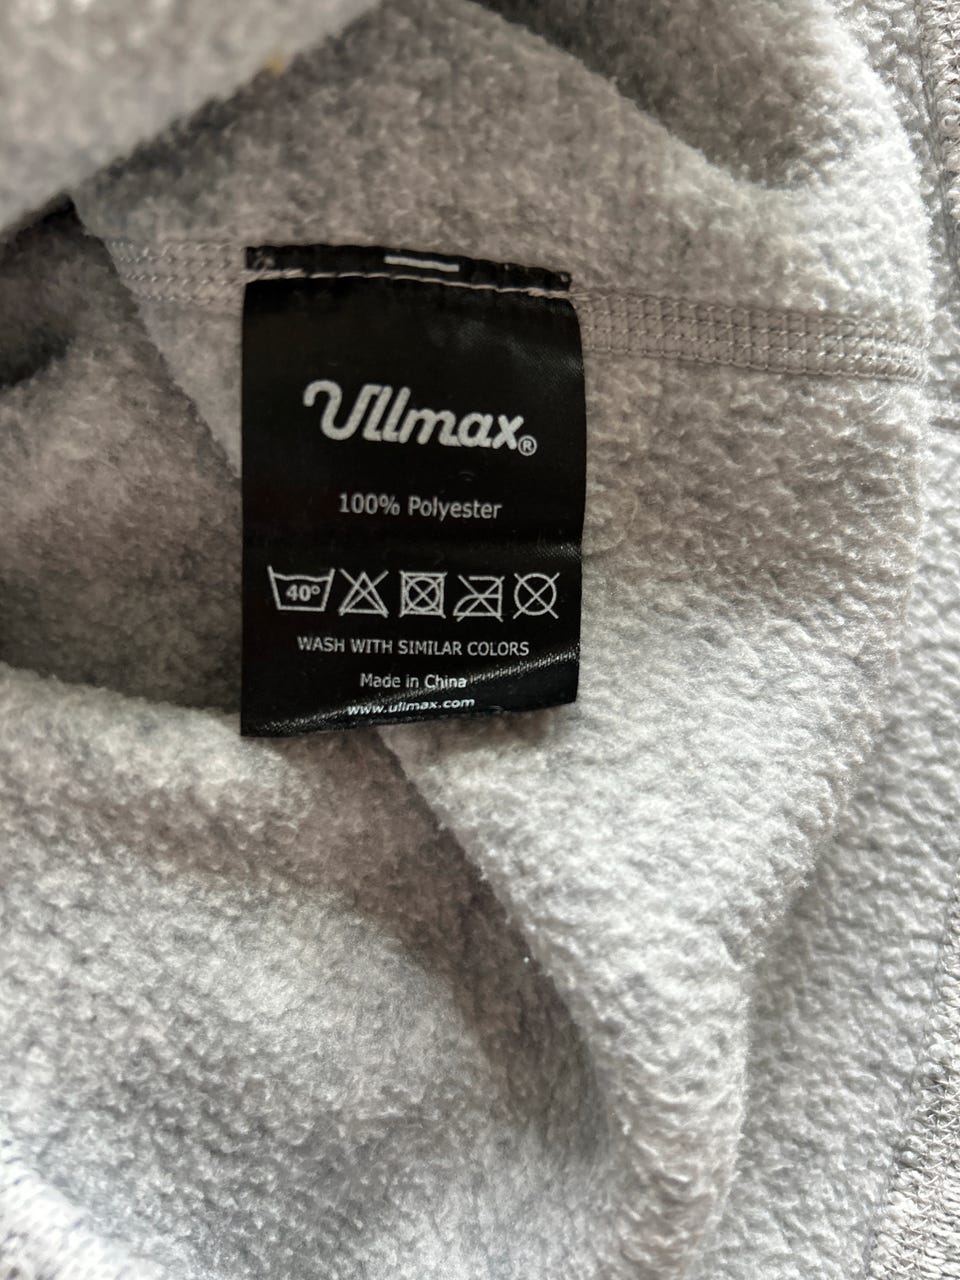 Ullmax®
100% Polyester
40°
WASH WITH SIMILAR COLORS
Made in China
www.ullmax.com